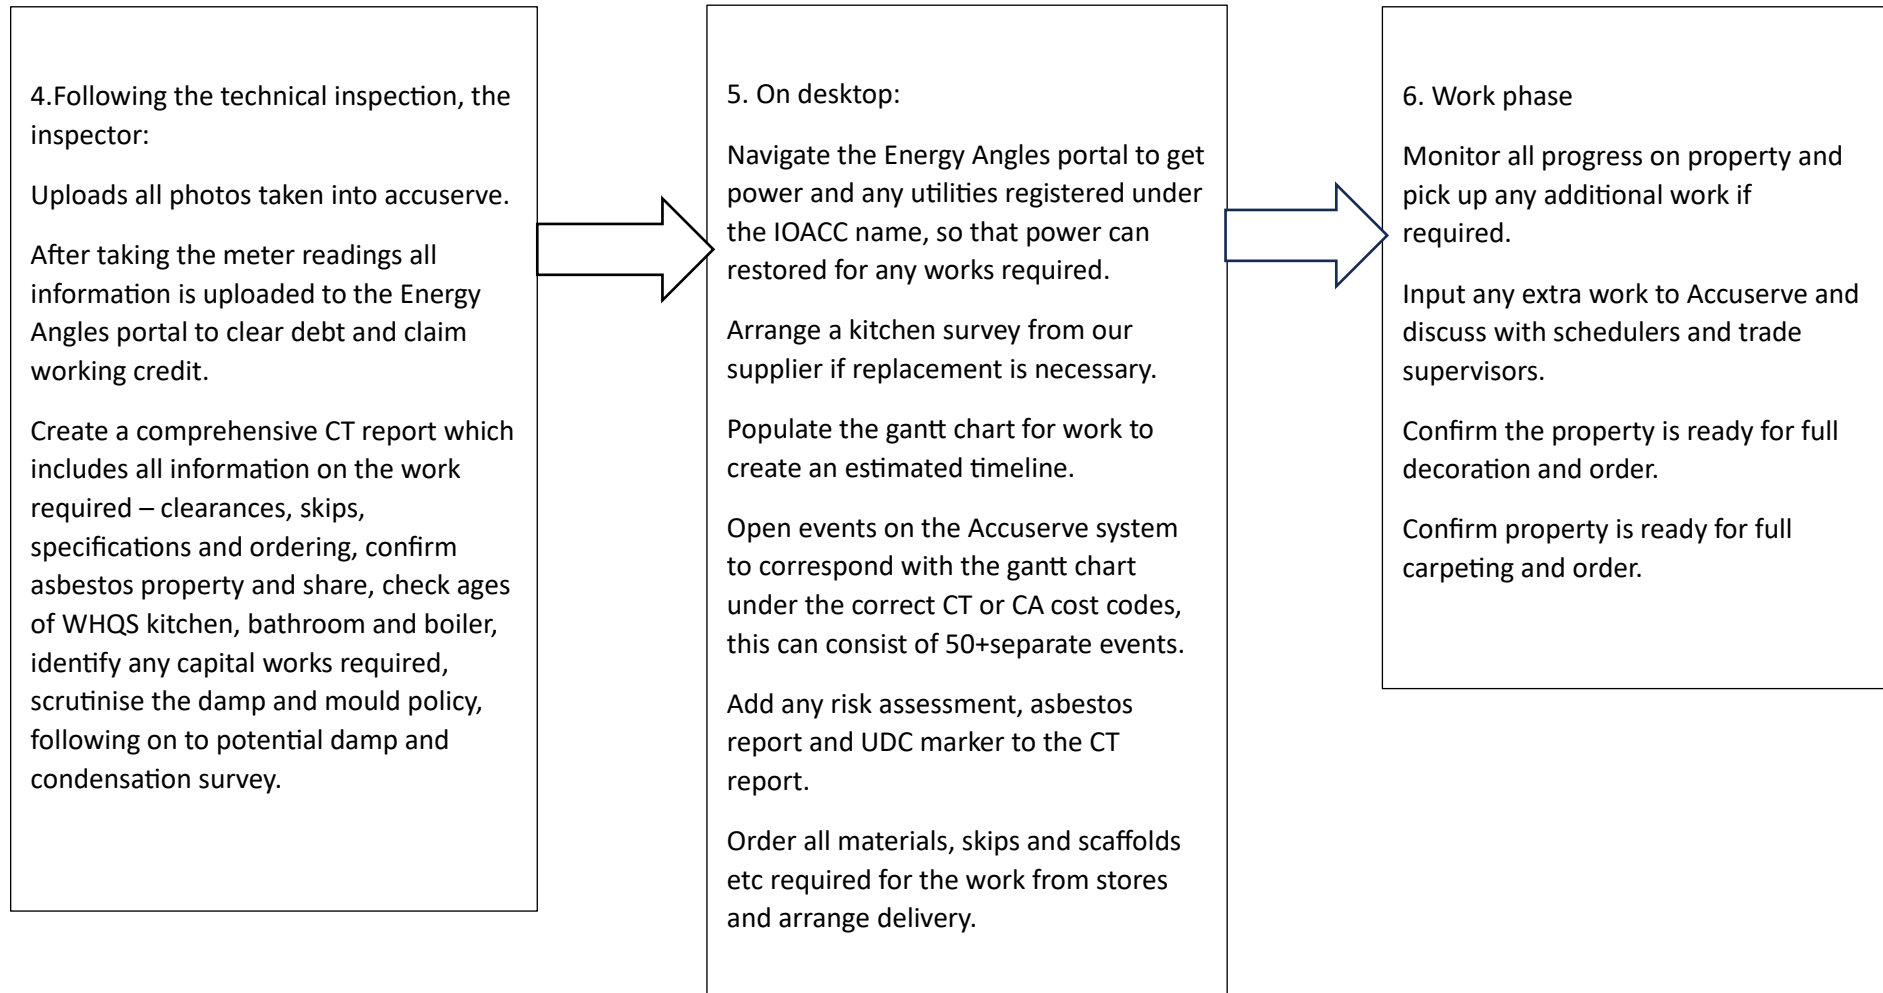 4.Following the technical inspection, the
inspector:
Uploads all photos taken into accuserve.
After taking the meter readings all
information is uploaded to the Energy
Angles portal to clear debt and claim
working credit.
Create a comprehensive CT report which
includes all information on the work
required – clearances, skips,
specifications and ordering, confirm
asbestos property and share, check ages
of WHQS kitchen, bathroom and boiler,
identify any capital works required,
scrutinise the damp and mould policy,
following on to potential damp and
condensation survey.
5. On desktop:
Navigate the Energy Angles portal to get
power and any utilities registered under
the IOACC name, so that power can
restored for any works required.
Arrange a kitchen survey from our
supplier if replacement is necessary.
Populate the gantt chart for work to
create an estimated timeline.
Open events on the Accuserve system
to correspond with the gantt chart
under the correct CT or CA cost codes,
this can consist of 50+separate events.
Add any risk assessment, asbestos
report and UDC marker to the CT
report.
Order all materials, skips and scaffolds
etc required for the work from stores
and arrange delivery.
6. Work phase
Monitor all progress on property and
pick up any additional work if
required.
Input any extra work to Accuserve and
discuss with schedulers and trade
supervisors.
Confirm the property is ready for full
decoration and order.
Confirm property is ready for full
carpeting and order.